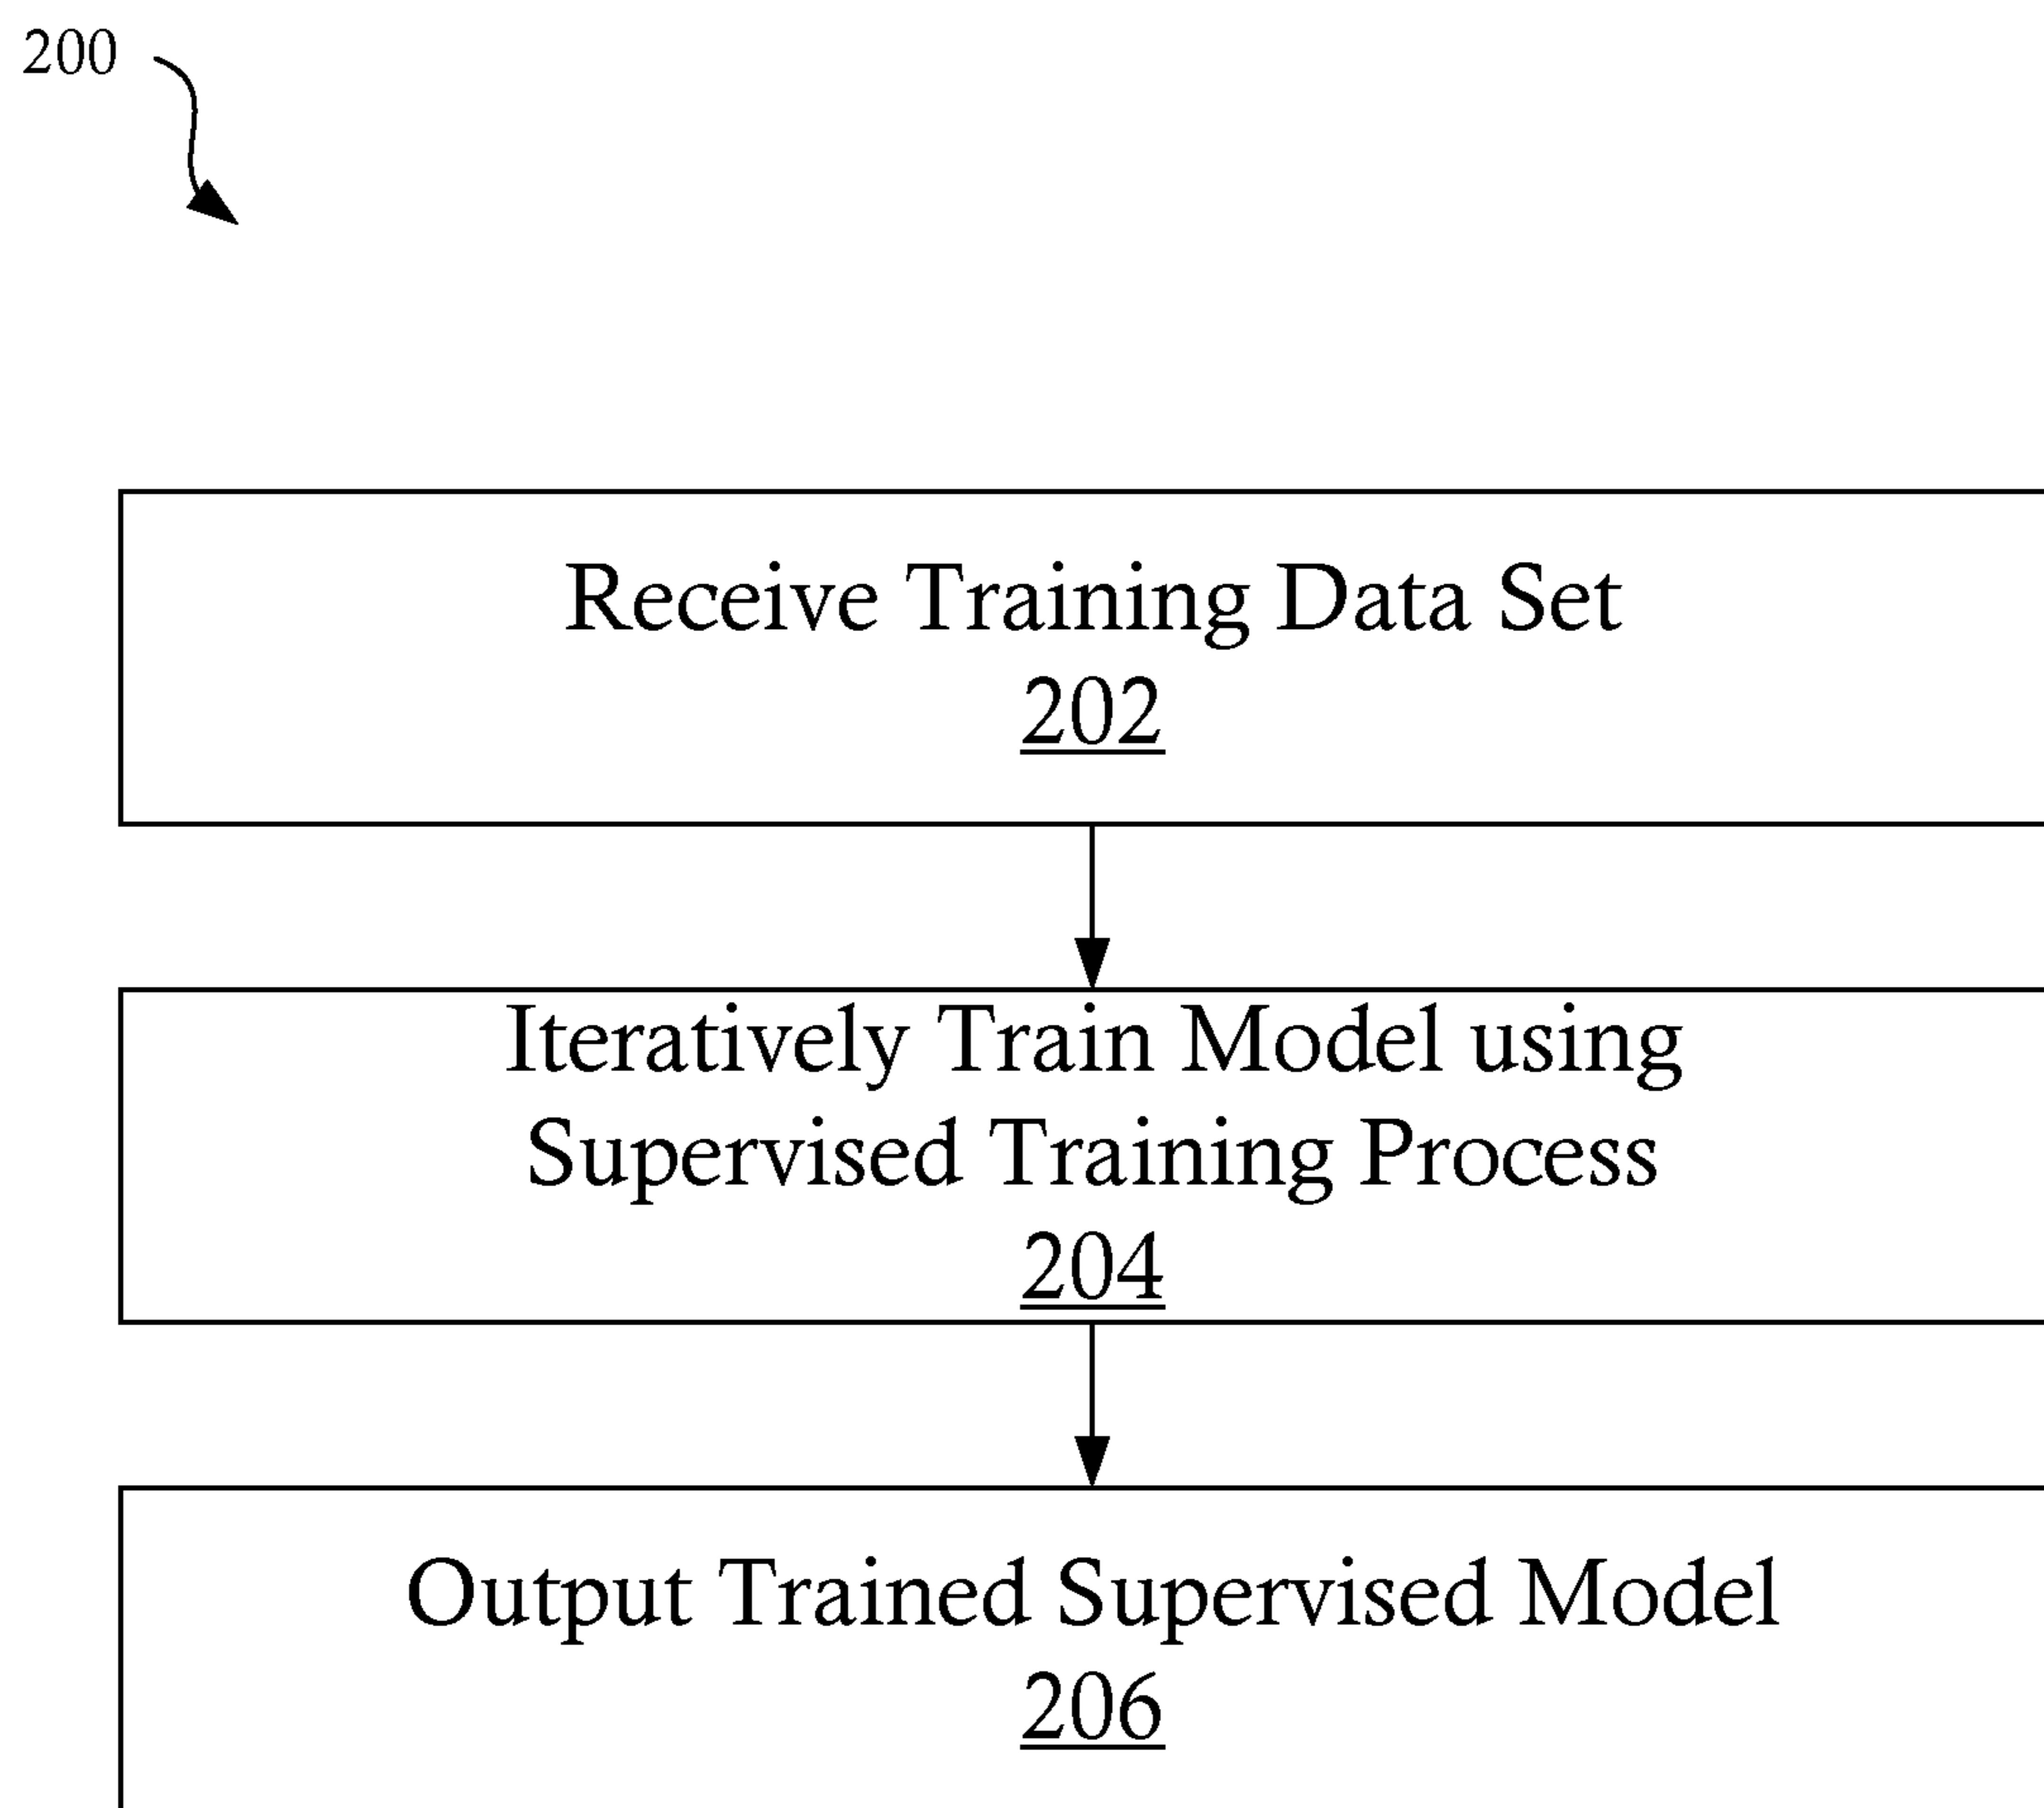 200
Receive Training Data Set
202
Iteratively Train Model using
Supervised Training Process
204
Output Trained Supervised Model
206